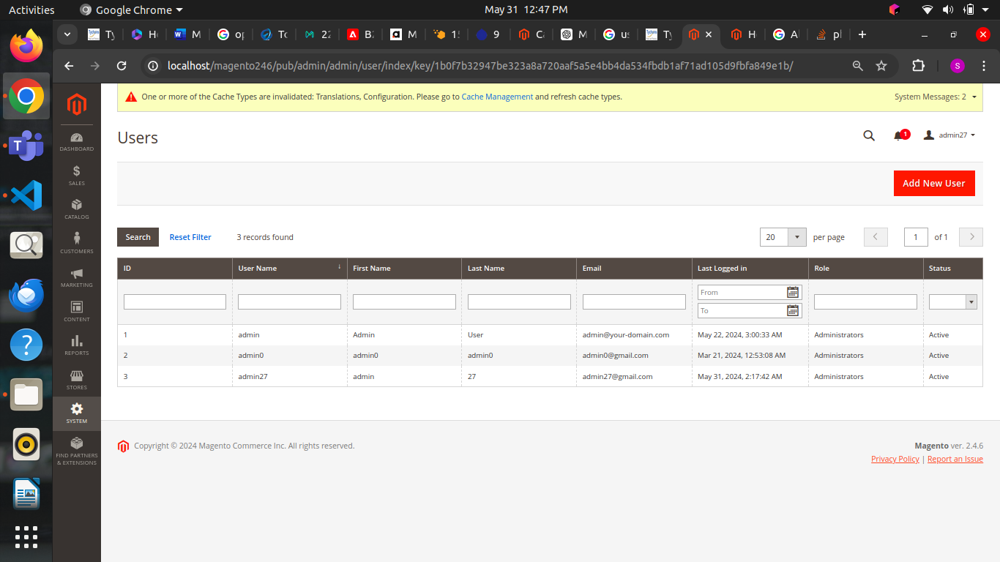 Activities Google Chrome May 31 12:47 PM
Ty He M op To 22 B: M 1! 9 Ca M us Ty H A pl
localhost/magento246/pub/admin/admin/user/index/key/1b0f7b32947be323a8a720aaf5a5e4bb4da534fbdb1af71ad105d9fbfa849e1b/ S
One or more of the Cache Types are invalidated: Translations, Configuration. Please go to Cache Management and refresh cache types. System Messages: 2
Users 1 admin27
DASHBOARD
SALES
CATALOG
CUSTOMERS
MARKETING
CONTENT
REPORTS
STORES
SYSTEM
FIND PARTNERS
& EXTENSIONS
Add New User
Search Reset Filter 3 records found 20 per page 1 of 1
ID User Name ↓ First Name Last Name Email Last Logged in Role Status
From
To
1 admin Admin User admin@your-domain.com May 22, 2024, 3:00:33 AM Administrators Active
2 admin0 admin0 admin0 admin0@gmail.com Mar 21, 2024, 12:53:08 AM Administrators Active
3 admin27 admin 27 admin27@gmail.com May 31, 2024, 2:17:42 AM Administrators Active
Copyright © 2024 Magento Commerce Inc. All rights reserved. Magento ver. 2.4.6
Privacy Policy | Report an Issue